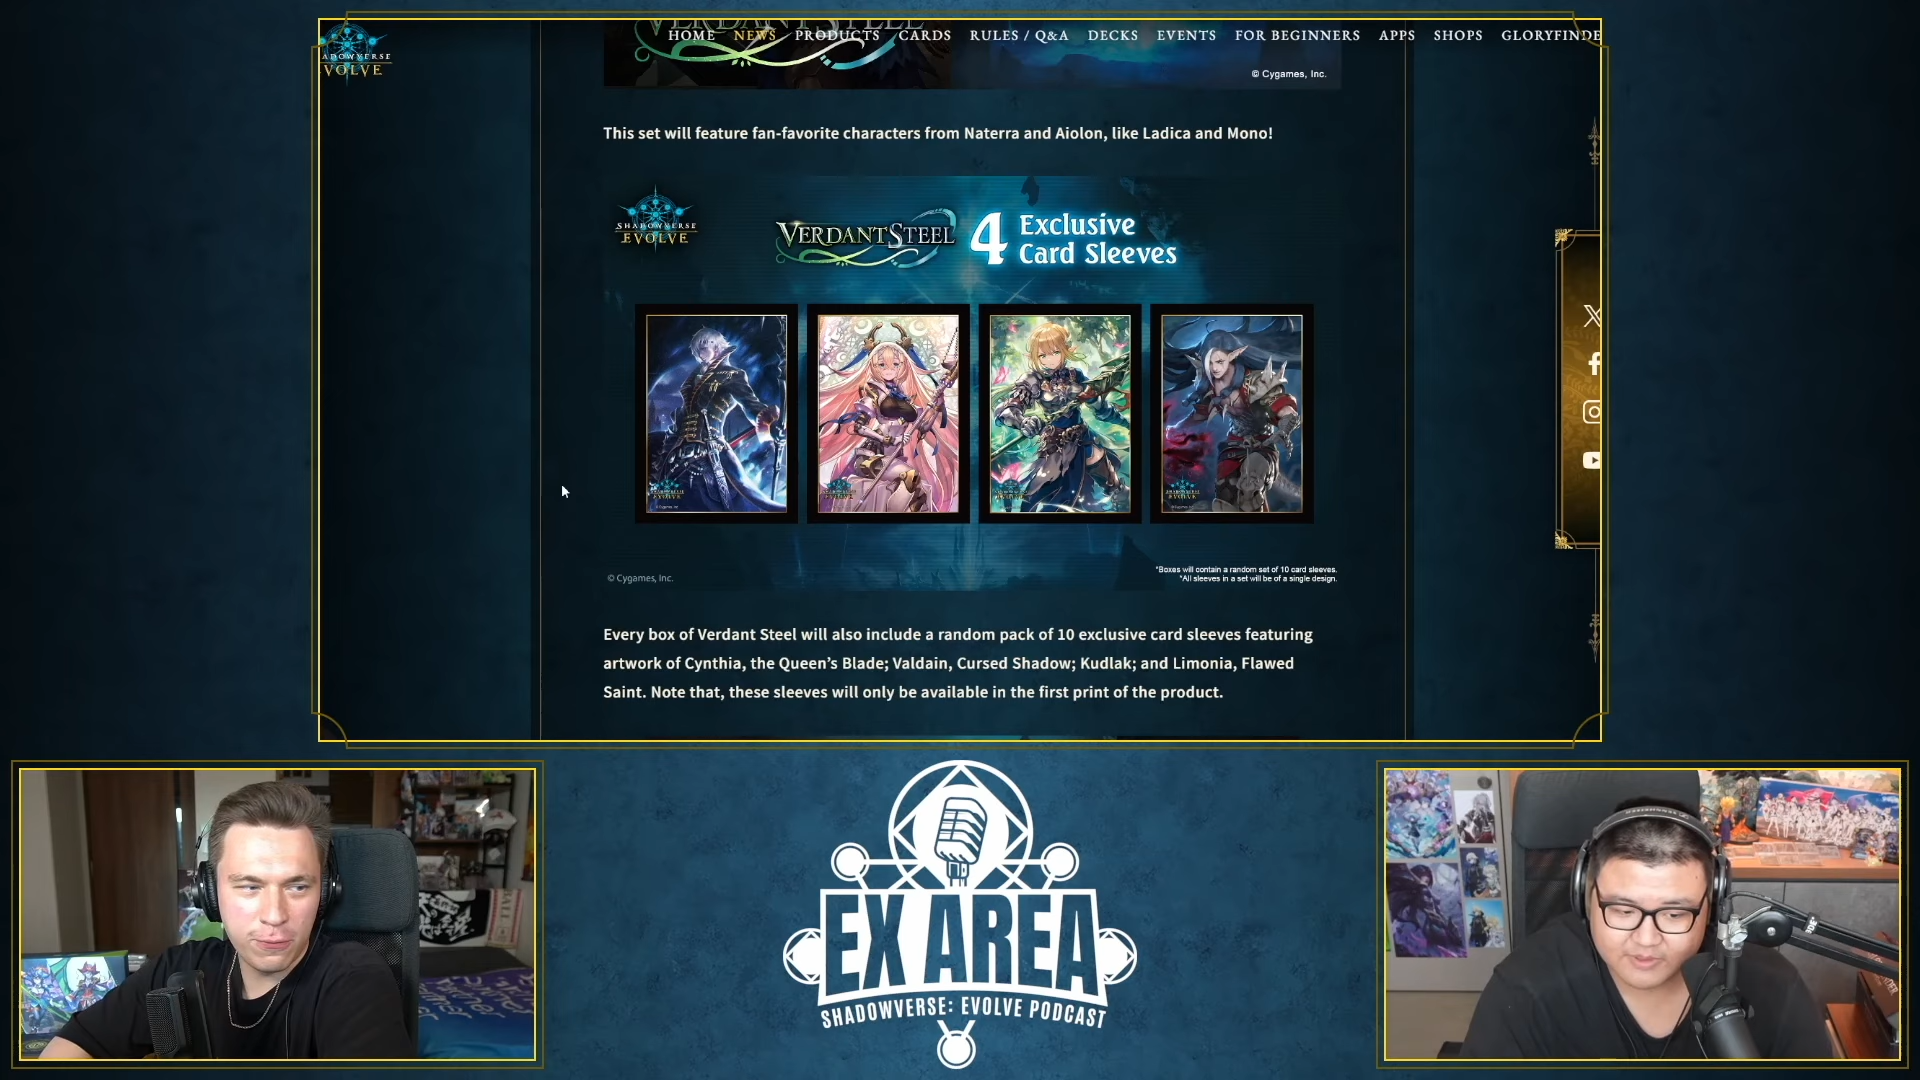 SHADOWVERSE
EVOLVE
HOME NEWS PRODUCTS CARDS RULES / Q&A DECKS EVENTS FOR BEGINNERS APPS SHOPS GLORYFINDE
VERDANT STEEL
© Cygames, Inc.
This set will feature fan-favorite characters from Naterra and Aiolon, like Ladica and Mono!
SHADOWVERSE
EVOLVE
VERDANT STEEL
4 Exclusive
Card Sleeves
© Cygames, Inc.
*Boxes will contain a random set of 10 card sleeves.
*All sleeves in a set will be of a single design.
Every box of Verdant Steel will also include a random pack of 10 exclusive card sleeves featuring
artwork of Cynthia, the Queen’s Blade; Valdain, Cursed Shadow; Kudlak; and Limonia, Flawed
Saint. Note that, these sleeves will only be available in the first print of the product.
EX AREA
SHADOWVERSE: EVOLVE PODCAST